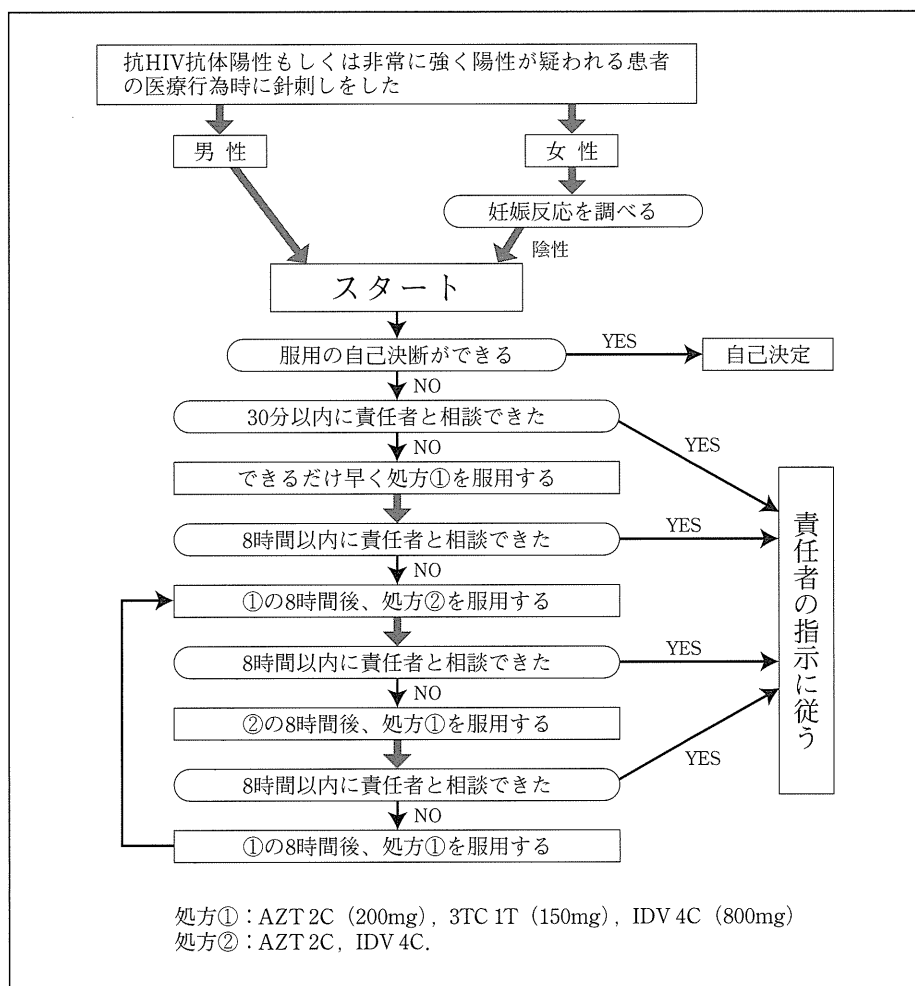 抗HIV抗体陽性もしくは非常に強く陽性が疑われる患者
の医療行為時に針刺しをした
男 性
女 性
妊娠反応を調べる
陰性
スタート
服用の自己決断ができる
YES
自己決定
NO
30分以内に責任者と相談できた
YES
NO
できるだけ早く処方①を服用する
8時間以内に責任者と相談できた
YES
NO
①の8時間後、処方②を服用する
8時間以内に責任者と相談できた
YES
NO
②の8時間後、処方①を服用する
8時間以内に責任者と相談できた
YES
NO
①の8時間後、処方①を服用する
責任者の指示に従う
処方①：AZT 2C（200mg）, 3TC 1T（150mg）, IDV 4C（800mg）
処方②：AZT 2C, IDV 4C.